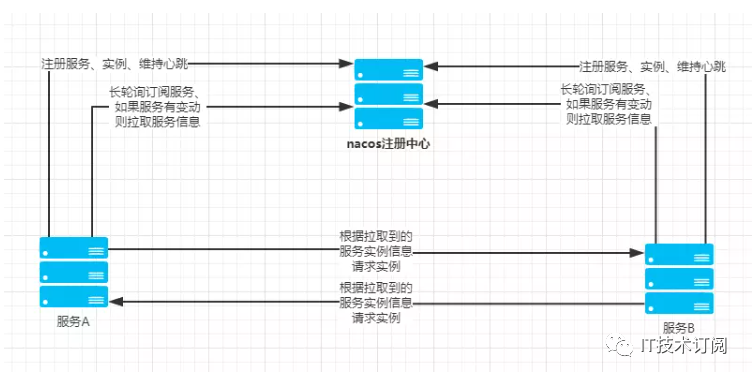 注册服务、实例、维持心跳
注册服务、实例、维持心跳
长轮询订阅服务、
如果服务有变动
则拉取服务信息
长轮询订阅服务、
如果服务有变动
则拉取服务信息
nacos注册中心
根据拉取到的
服务实例信息
请求实例
根据拉取到的
服务实例信息
请求实例
服务A
服务B
IT技术订阅